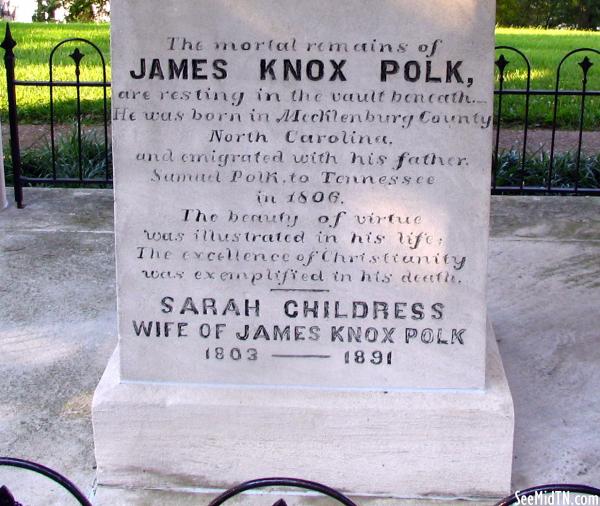 The mortal remains of
JAMES KNOX POLK,
are resting in the vault beneath.
He was born in Mecklenburg County
North Carolina,
and emigrated with his father,
Samuel Polk, to Tennessee
in 1806.
The beauty of virtue
was illustrated in his life;
The excellence of Christianity
was exemplified in his death.
SARAH CHILDRESS
WIFE OF JAMES KNOX POLK
1803 — 1891
SeeMidTN.com